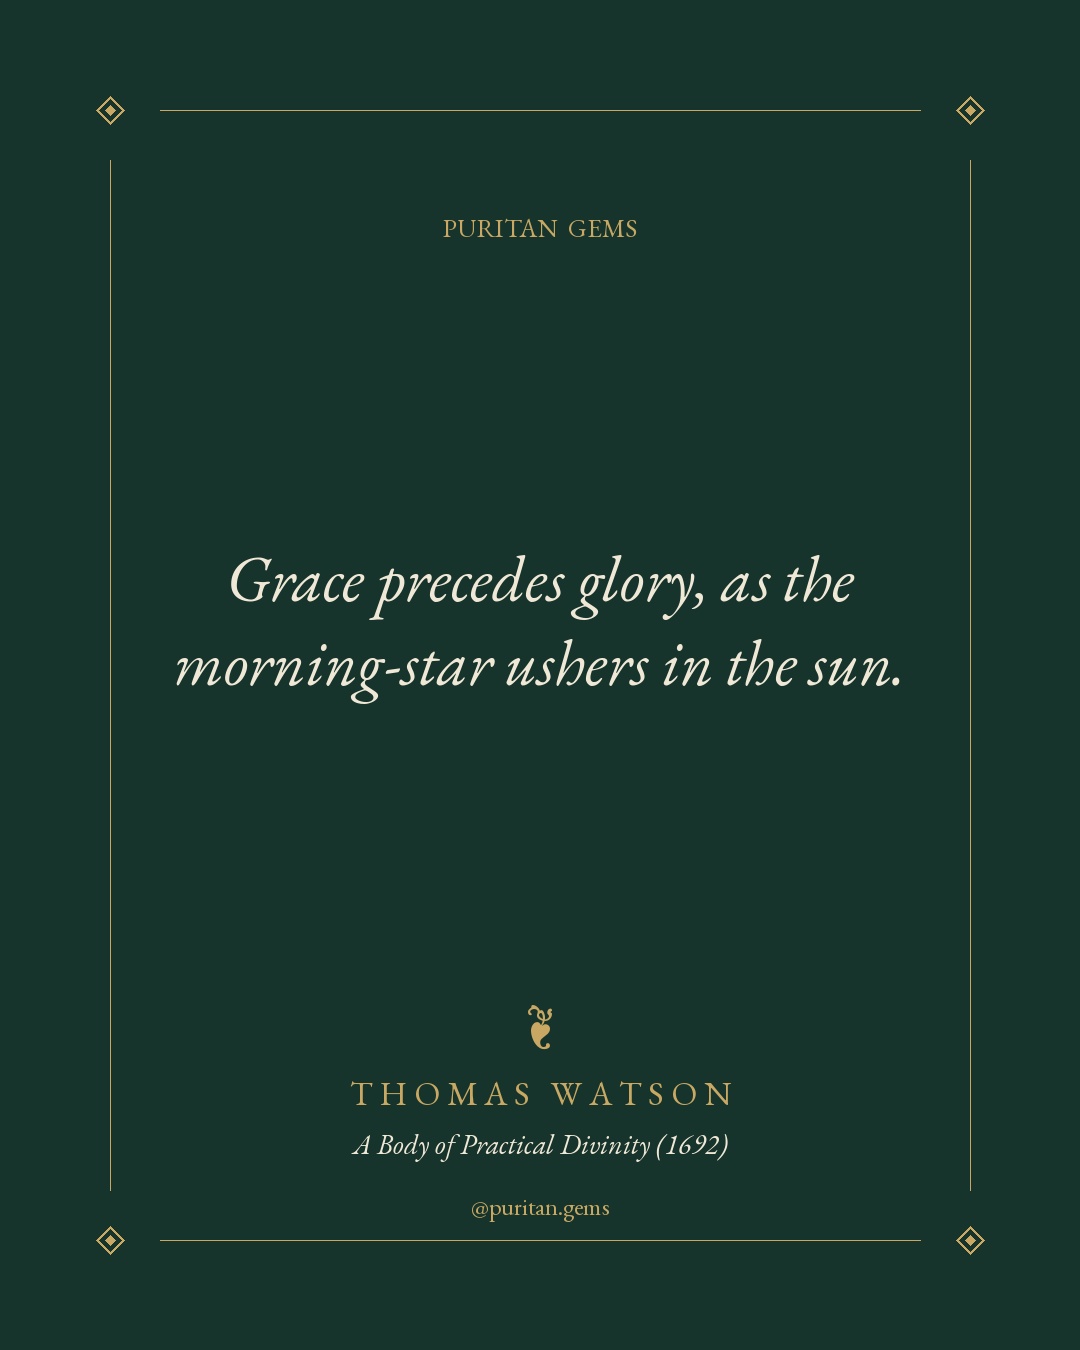 PURITAN GEMS
Grace precedes glory, as the
morning-star ushers in the sun.
THOMAS WATSON
A Body of Practical Divinity (1692)
@puritan.gems